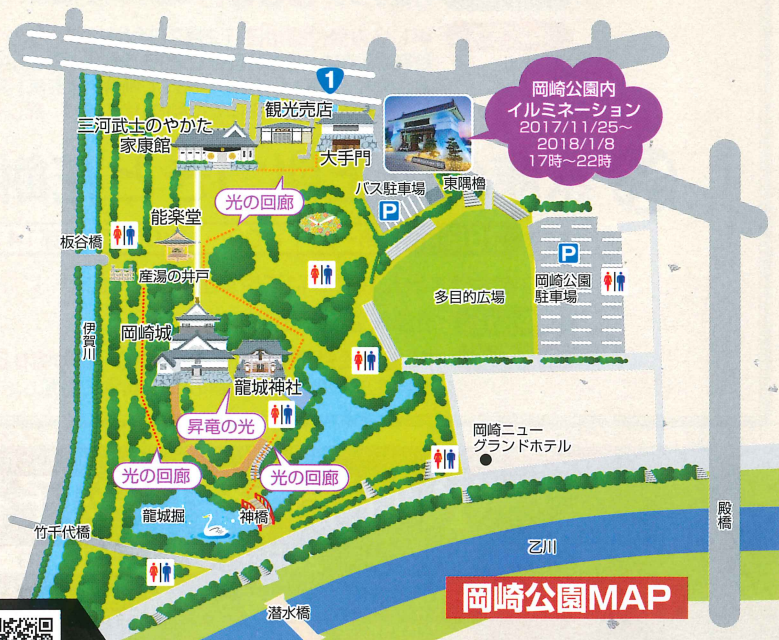 1
岡崎公園内
イルミネーション
2017/11/25〜
2018/1/8
17時〜22時
観光売店
三河武士のやかた
家康館
大手門
バス駐車場
東隅櫓
P
光の回廊
能楽堂
板谷橋
産湯の井戸
P
岡崎公園
駐車場
多目的広場
伊賀川
岡崎城
龍城神社
昇竜の光
岡崎ニュー
グランドホテル
光の回廊
光の回廊
龍城堀
神橋
殿橋
竹千代橋
乙川
潜水橋
岡崎公園MAP